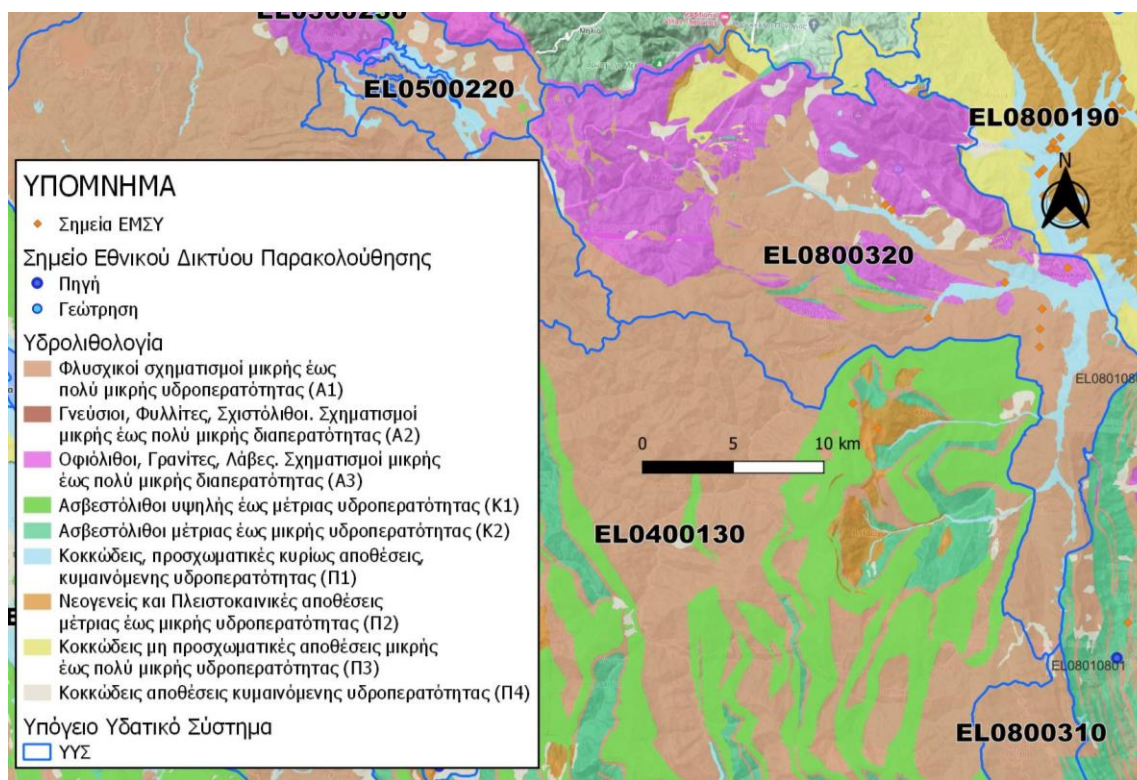 EL0500230
EL0500220
EL0800190
N
EL0800320
ΥΠΟΜΝΗΜΑ
Σημεία ΕΜΣΥ
Σημείο Εθνικού Δικτύου Παρακολούθησης
Πηγή
Γεώτρηση
Υδρολιθολογία
Φλυσχικοί σχηματισμοί μικρής έως
πολύ μικρής υδροπερατότητας (Α1)
Γνεύσιοι, Φυλλίτες, Σχιστόλιθοι. Σχηματισμοί
μικρής έως πολύ μικρής διαπερατότητας (Α2)
Οφιόλιθοι, Γρανίτες, Λάβες. Σχηματισμοί μικρής
έως πολύ μικρής διαπερατότητας (Α3)
Ασβεστόλιθοι υψηλής έως μέτριας υδροπερατότητας (Κ1)
Ασβεστόλιθοι μέτριας έως μικρής υδροπερατότητας (Κ2)
Κοκκώδεις, προσχωματικές κυρίως αποθέσεις,
κυμαινόμενης υδροπερατότητας (Π1)
Νεογενείς και Πλειστοκαινικές αποθέσεις
μέτριας έως μικρής υδροπερατότητας (Π2)
Κοκκώδεις μη προσχωματικές αποθέσεις μικρής
έως πολύ μικρής υδροπερατότητας (Π3)
Κοκκώδεις αποθέσεις κυμαινόμενης υδροπερατότητας (Π4)
Υπόγειο Υδατικό Σύστημα
ΥΥΣ
EL080108
0 5 10 km
EL0400130
EL08010801
EL0800310